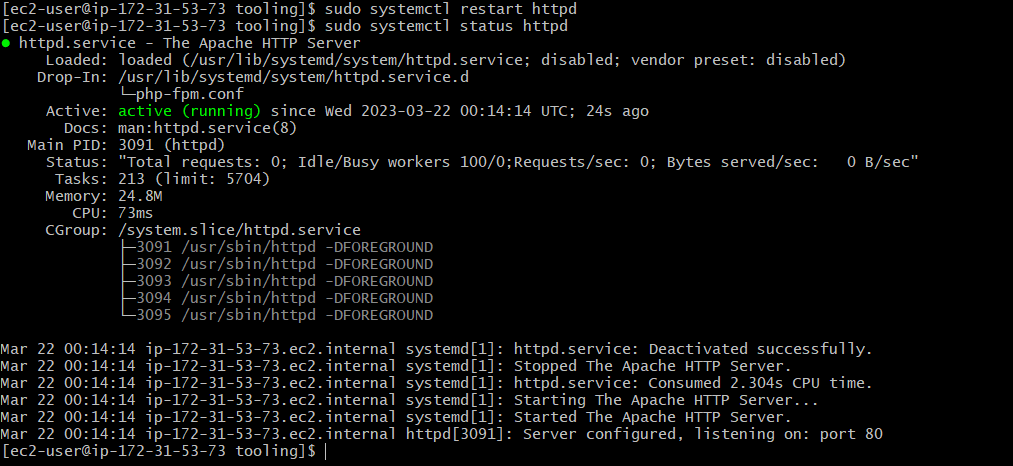 [ec2-user@ip-172-31-53-73 tooling]$ sudo systemctl restart httpd
[ec2-user@ip-172-31-53-73 tooling]$ sudo systemctl status httpd
● httpd.service - The Apache HTTP Server
     Loaded: loaded (/usr/lib/systemd/system/httpd.service; disabled; vendor preset: disabled)
    Drop-In: /usr/lib/systemd/system/httpd.service.d
             └─php-fpm.conf
     Active: active (running) since Wed 2023-03-22 00:14:14 UTC; 24s ago
       Docs: man:httpd.service(8)
   Main PID: 3091 (httpd)
     Status: "Total requests: 0; Idle/Busy workers 100/0;Requests/sec: 0; Bytes served/sec:   0 B/sec"
      Tasks: 213 (limit: 5704)
     Memory: 24.8M
        CPU: 73ms
     CGroup: /system.slice/httpd.service
             ├─3091 /usr/sbin/httpd -DFOREGROUND
             ├─3092 /usr/sbin/httpd -DFOREGROUND
             ├─3093 /usr/sbin/httpd -DFOREGROUND
             ├─3094 /usr/sbin/httpd -DFOREGROUND
             └─3095 /usr/sbin/httpd -DFOREGROUND

Mar 22 00:14:14 ip-172-31-53-73.ec2.internal systemd[1]: httpd.service: Deactivated successfully.
Mar 22 00:14:14 ip-172-31-53-73.ec2.internal systemd[1]: Stopped The Apache HTTP Server.
Mar 22 00:14:14 ip-172-31-53-73.ec2.internal systemd[1]: httpd.service: Consumed 2.304s CPU time.
Mar 22 00:14:14 ip-172-31-53-73.ec2.internal systemd[1]: Starting The Apache HTTP Server...
Mar 22 00:14:14 ip-172-31-53-73.ec2.internal systemd[1]: Started The Apache HTTP Server.
Mar 22 00:14:14 ip-172-31-53-73.ec2.internal httpd[3091]: Server configured, listening on: port 80
[ec2-user@ip-172-31-53-73 tooling]$